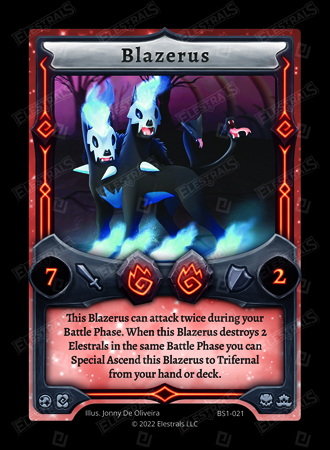 Blazerus
7
2
This Blazerus can attack twice during your
Battle Phase. When this Blazerus destroys 2
Elestrals in the same Battle Phase you can
Special Ascend this Blazerus to Trifernal
from your hand or deck.
Illus. Jonny De Oliveira
BS1-021
© 2022 Elestrals LLC
ELESTRALS